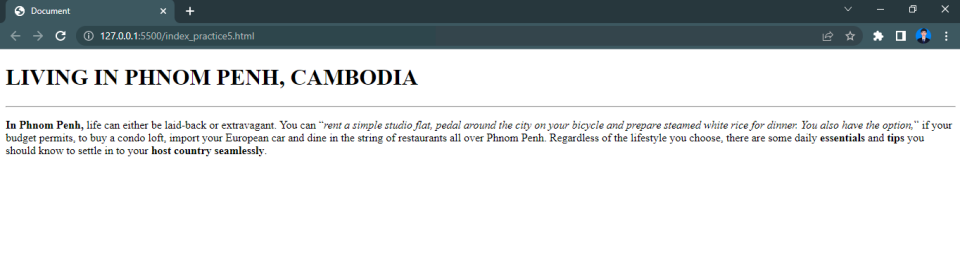 Document
127.0.0.1:5500/index_practice5.html
LIVING IN PHNOM PENH, CAMBODIA
In Phnom Penh, life can either be laid-back or extravagant. You can “rent a simple studio flat, pedal around the city on your bicycle and prepare steamed white rice for dinner. You also have the option,” if your
budget permits, to buy a condo loft, import your European car and dine in the string of restaurants all over Phnom Penh. Regardless of the lifestyle you choose, there are some daily essentials and tips you
should know to settle in to your host country seamlessly.